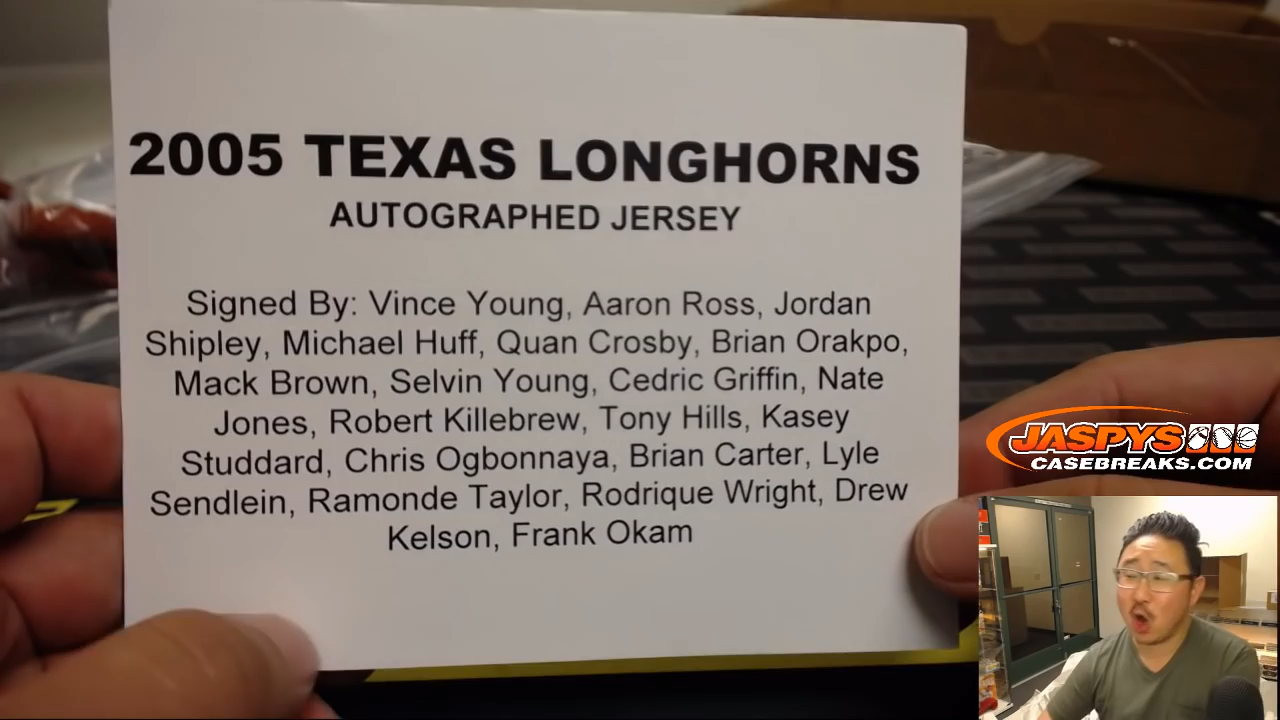 2005 TEXAS LONGHORNS
AUTOGRAPHED JERSEY
Signed By: Vince Young, Aaron Ross, Jordan
Shipley, Michael Huff, Quan Crosby, Brian Orakpo,
Mack Brown, Selvin Young, Cedric Griffin, Nate
Jones, Robert Killebrew, Tony Hills, Kasey
Studdard, Chris Ogbonnaya, Brian Carter, Lyle
Sendlein, Ramonde Taylor, Rodrique Wright, Drew
Kelson, Frank Okam
JASPYS
CASEBREAKS.COM